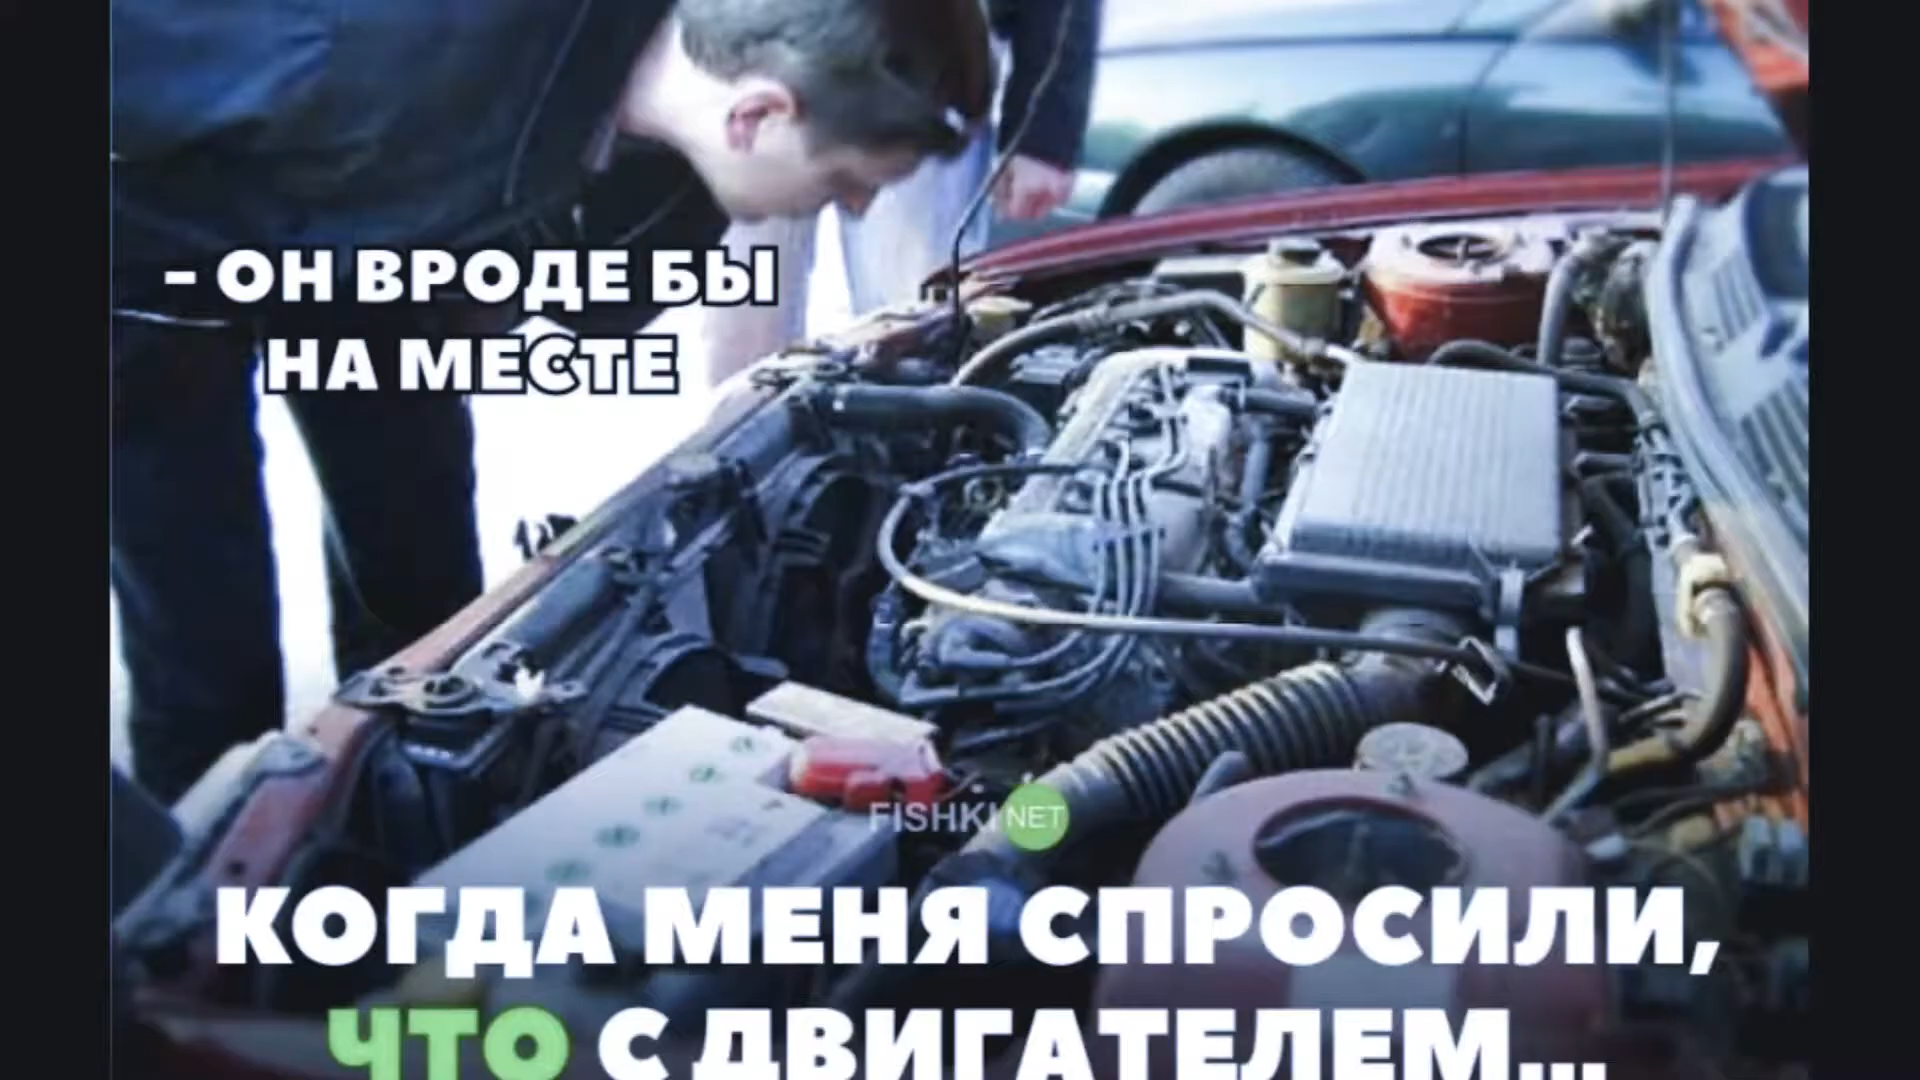 - ОН ВРОДЕ БЫ
НА МЕСТЕ
FISHKI NET
КОГДА МЕНЯ СПРОСИЛИ,
ЧТО С ДВИГАТЕЛЕМ...